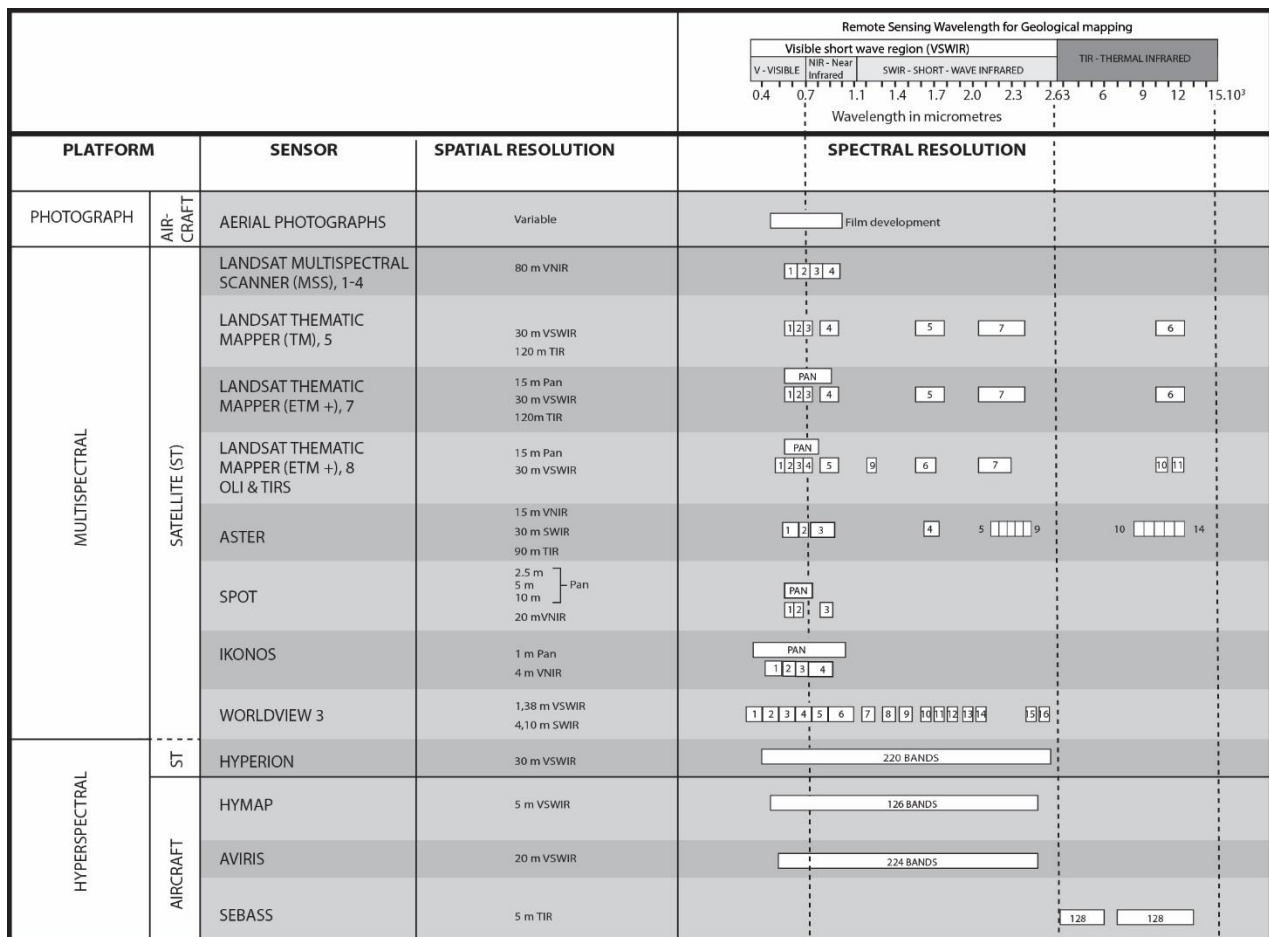 Remote Sensing Wavelength for Geological mapping
Visible short wave region (VSWIR)
TIR - THERMAL INFRARED
V - VISIBLE
NIR - Near
Infrared
SWIR - SHORT - WAVE INFRARED
0.4 0.7 1.1 1.4 1.7 2.0 2.3 2.63 6 9 12 15.10³
Wavelength in micrometres
PLATFORM SENSOR SPATIAL RESOLUTION SPECTRAL RESOLUTION
PHOTOGRAPH
AIR-
CRAFT
AERIAL PHOTOGRAPHS
Variable
Film development
MULTISPECTRAL
SATELLITE (ST)
LANDSAT MULTISPECTRAL
SCANNER (MSS), 1-4
80 m VNIR
1 2 3 4
LANDSAT THEMATIC
MAPPER (TM), 5
30 m VSWIR
120 m TIR
1 2 3 4 5 7 6
LANDSAT THEMATIC
MAPPER (ETM +), 7
15 m Pan
30 m VSWIR
120m TIR
PAN
1 2 3 4 5 7 6
LANDSAT THEMATIC
MAPPER (ETM +), 8
OLI & TIRS
15 m Pan
30 m VSWIR
PAN
1 2 3 4 5 9 6 7 10 11
ASTER
15 m VNIR
30 m SWIR
90 m TIR
1 2 3 4 5 9 10 14
SPOT
2.5 m
5 m
10 m
Pan
20 mVNIR
PAN
1 2 3
IKONOS
1 m Pan
4 m VNIR
PAN
1 2 3 4
WORLDVIEW 3
1,38 m VSWIR
4,10 m SWIR
1 2 3 4 5 6 7 8 9 10 11 12 13 14 15 16
HYPERSPECTRAL
ST
HYPERION
30 m VSWIR
220 BANDS
AIRCRAFT
HYMAP
5 m VSWIR
126 BANDS
AVIRIS
20 m VSWIR
224 BANDS
SEBASS
5 m TIR
128 128